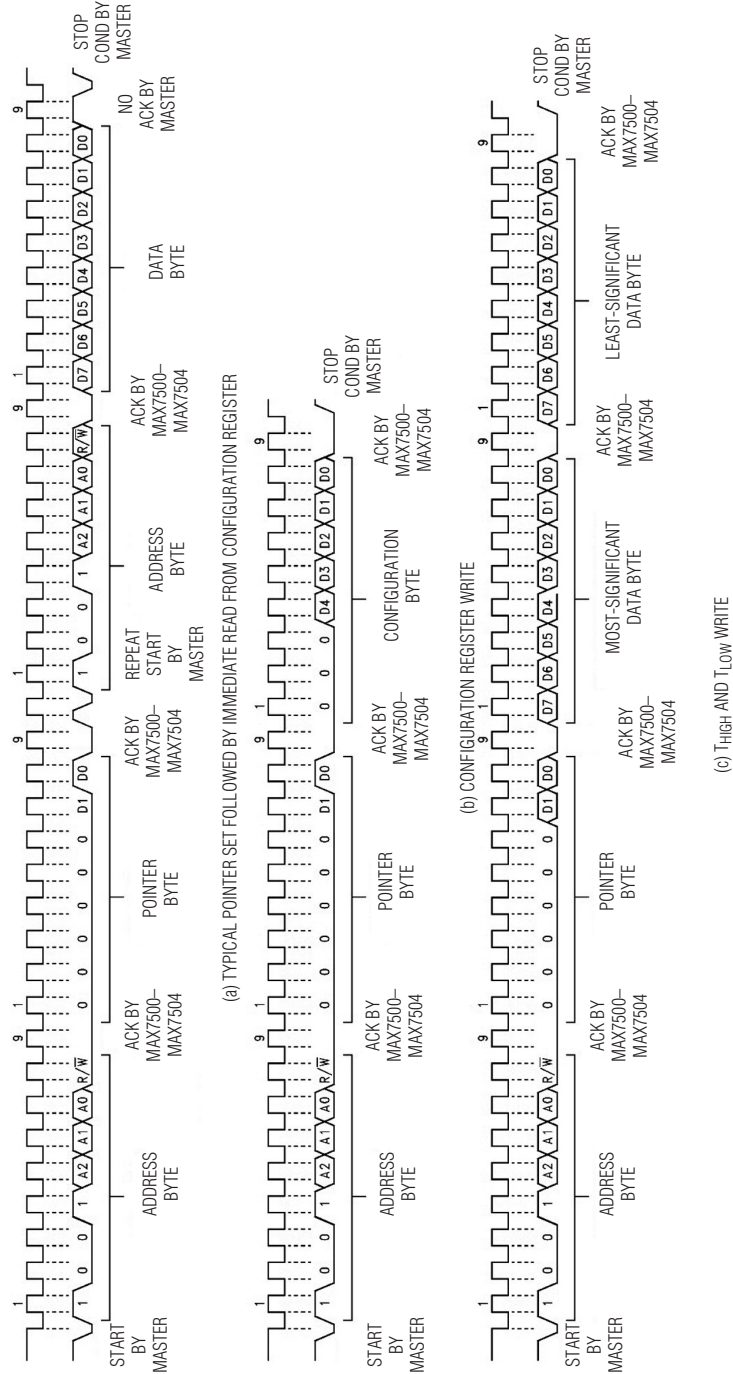 1 9 1 9 1 9 1 9
1 0 0 1 A2 A1 A0 R/W̅ 0 0 0 0 0 0 D1 D0 1 0 0 1 A2 A1 A0 R/W̅ D7 D6 D5 D4 D3 D2 D1 D0
START
BY
MASTER
ADDRESS
BYTE
ACK BY
MAX7500–
MAX7504
POINTER
BYTE
ACK BY
MAX7500–
MAX7504
REPEAT
START
BY
MASTER
ADDRESS
BYTE
ACK BY
MAX7500–
MAX7504
DATA
BYTE
NO
ACK BY
MASTER
STOP
COND BY
MASTER
(a) TYPICAL POINTER SET FOLLOWED BY IMMEDIATE READ FROM CONFIGURATION REGISTER
1 9 1 9 1 9
1 0 0 1 A2 A1 A0 R/W̅ 0 0 0 0 0 0 D1 D0 0 0 0 D4 D3 D2 D1 D0
START
BY
MASTER
ADDRESS
BYTE
ACK BY
MAX7500–
MAX7504
POINTER
BYTE
ACK BY
MAX7500–
MAX7504
CONFIGURATION
BYTE
ACK BY
MAX7500–
MAX7504
STOP
COND BY
MASTER
(b) CONFIGURATION REGISTER WRITE
1 9 1 9 1 9 1 9
1 0 0 1 A2 A1 A0 R/W̅ 0 0 0 0 0 0 D1 D0 D7 D6 D5 D4 D3 D2 D1 D0 D7 D6 D5 D4 D3 D2 D1 D0
START
BY
MASTER
ADDRESS
BYTE
ACK BY
MAX7500–
MAX7504
POINTER
BYTE
ACK BY
MAX7500–
MAX7504
MOST-SIGNIFICANT
DATA BYTE
ACK BY
MAX7500–
MAX7504
LEAST-SIGNIFICANT
DATA BYTE
ACK BY
MAX7500–
MAX7504
STOP
COND BY
MASTER
(c) THIGH AND TLOW WRITE